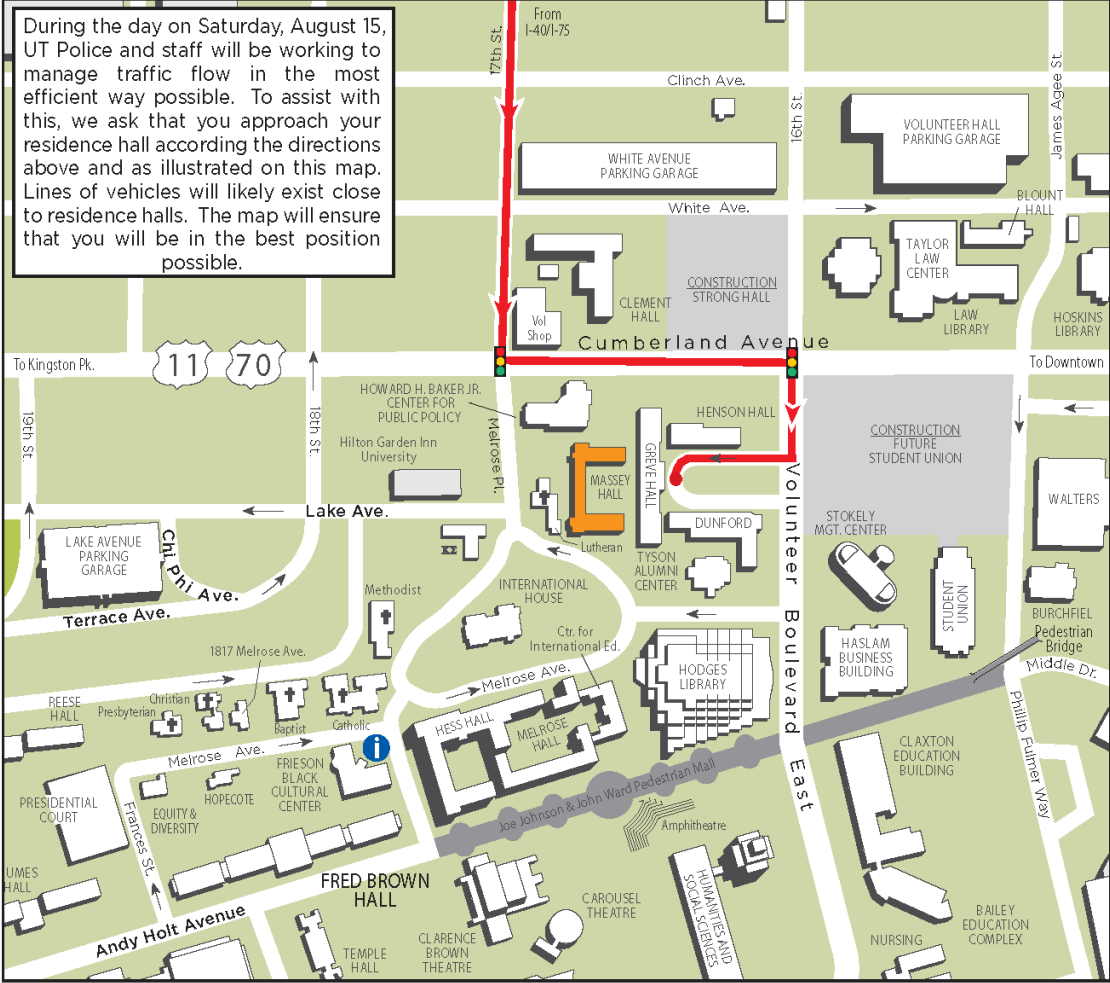 During the day on Saturday, August 15,
UT Police and staff will be working to
manage traffic flow in the most
efficient way possible. To assist with
this, we ask that you approach your
residence hall according the directions
above and as illustrated on this map.
Lines of vehicles will likely exist close
to residence halls. The map will ensure
that you will be in the best position
possible.
From
I-40/I-75
17th St.
Clinch Ave.
16th St.
James Agee St.
VOLUNTEER HALL
PARKING GARAGE
WHITE AVENUE
PARKING GARAGE
White Ave.
BLOUNT
HALL
TAYLOR
LAW
CENTER
LAW
LIBRARY
HOSKINS
LIBRARY
CONSTRUCTION
STRONG HALL
CLEMENT
HALL
Vol
Shop
Cumberland Avenue
To Kingston Pk.
11
70
To Downtown
19th St.
18th St.
HOWARD H. BAKER JR.
CENTER FOR
PUBLIC POLICY
Melrose Pl.
Hilton Garden Inn
University
HENSON HALL
GREVE HALL
MASSEY
HALL
CONSTRUCTION
FUTURE
STUDENT UNION
WALTERS
Lake Ave.
LAKE AVENUE
PARKING
GARAGE
Chi Phi Ave.
Terrace Ave.
Lutheran
DUNFORD
TYSON
ALUMNI
CENTER
Volunteer Boulevard
STOKELY
MGT. CENTER
STUDENT
UNION
BURCHFIEL
Pedestrian
Bridge
Middle Dr.
Methodist
INTERNATIONAL
HOUSE
Ctr. for
International Ed.
HASLAM
BUSINESS
BUILDING
HODGES
LIBRARY
1817 Melrose Ave.
Melrose Ave.
REESE
HALL
Christian
Presbyterian
Baptist
Catholic
HESS HALL
MELROSE
HALL
Melrose Ave.
i
FRIESON
BLACK
CULTURAL
CENTER
HOPECOTE
EQUITY &
DIVERSITY
PRESIDENTIAL
COURT
Frances St.
Joe Johnson & John Ward Pedestrian Mall
Amphitheatre
East
CLAXTON
EDUCATION
BUILDING
Phillip Fulmer Way
UMES
HALL
FRED BROWN
HALL
Andy Holt Avenue
TEMPLE
HALL
CLARENCE
BROWN
THEATRE
CAROUSEL
THEATRE
HUMANITIES AND
SOCIAL SCIENCES
NURSING
BAILEY
EDUCATION
COMPLEX